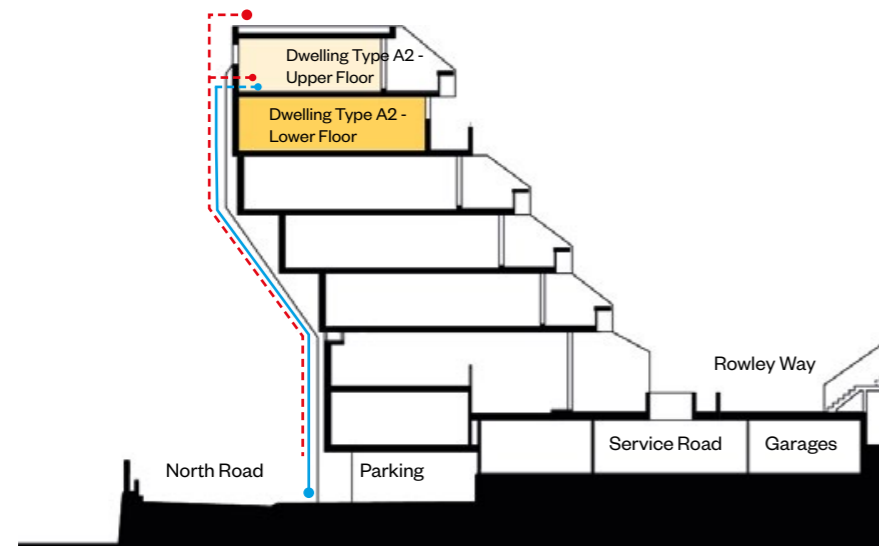 Dwelling Type A2 -
Upper Floor
Dwelling Type A2 -
Lower Floor
Rowley Way
North Road
Parking
Service Road
Garages